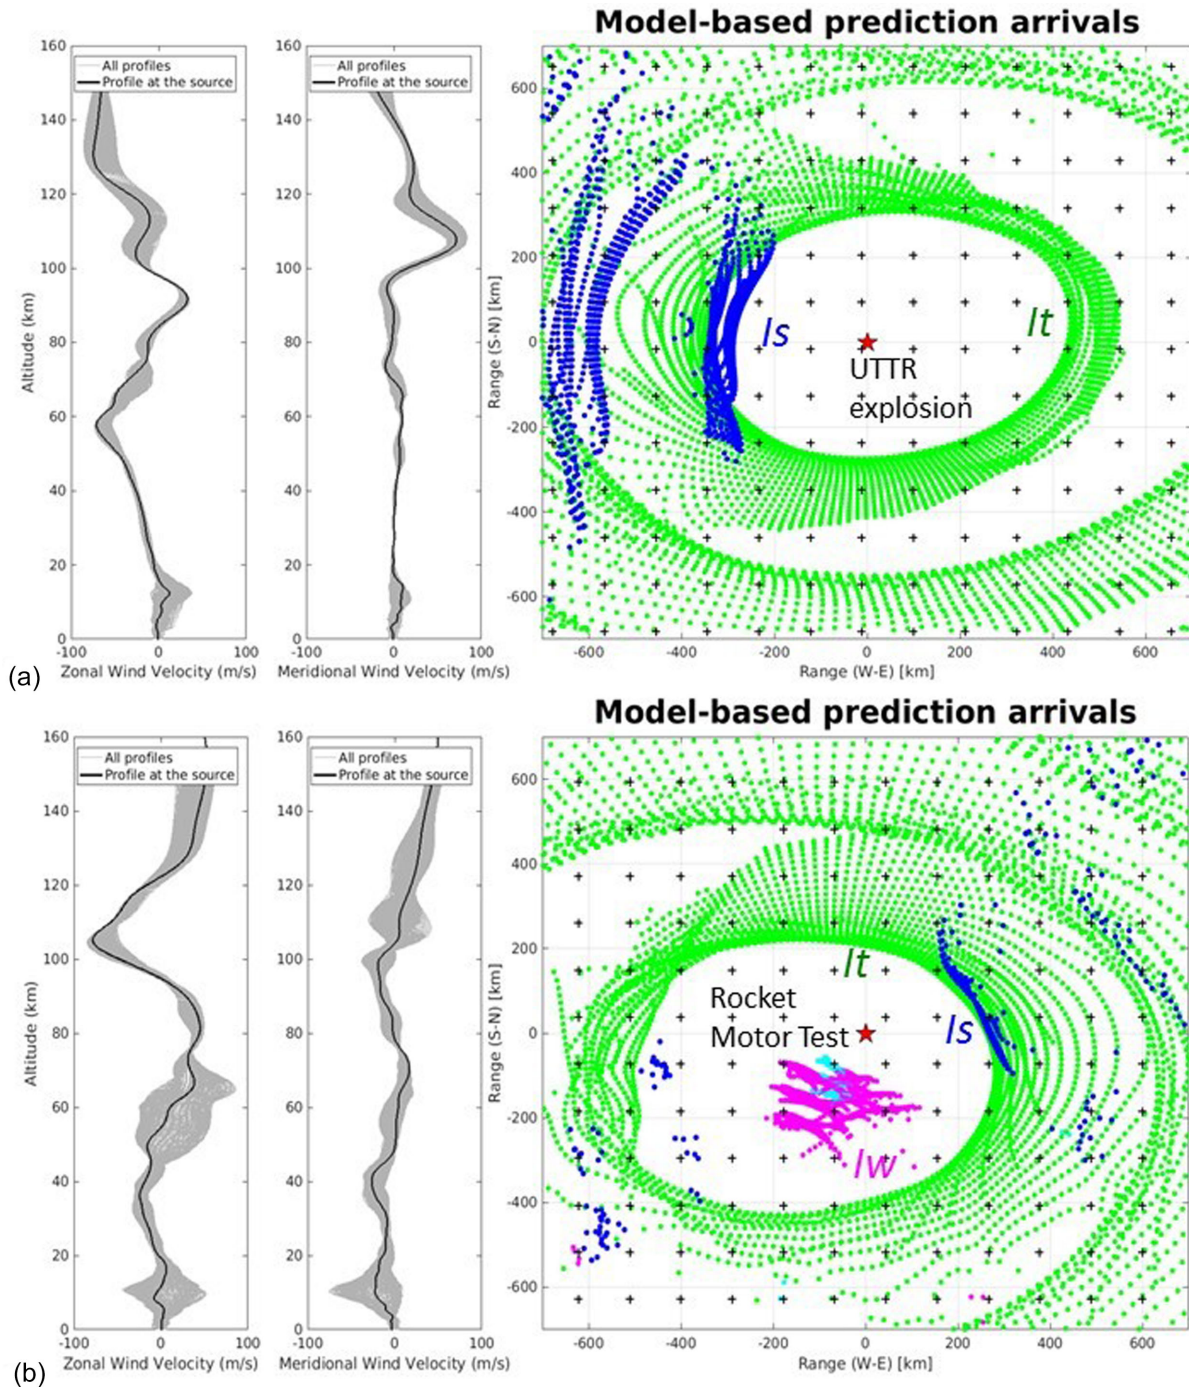 Model-based prediction arrivals
160
140
120
100
80
60
40
20
0
Altitude (km)
All profiles
Profile at the source
-100
0
100
Zonal Wind Velocity (m/s)
160
140
120
100
80
60
40
20
0
All profiles
Profile at the source
-100
0
100
Meridional Wind Velocity (m/s)
Range (S-N) [km]
600
400
200
0
-200
-400
-600
Is
It
UTTR
explosion
-600
-400
-200
0
200
400
600
Range (W-E) [km]
(a)
Model-based prediction arrivals
160
140
120
100
80
60
40
20
0
Altitude (km)
All profiles
Profile at the source
-100
0
100
Zonal Wind Velocity (m/s)
160
140
120
100
80
60
40
20
0
All profiles
Profile at the source
-100
0
100
Meridional Wind Velocity (m/s)
Range (S-N) [km]
600
400
200
0
-200
-400
-600
It
Rocket
Motor Test
Is
Iw
-600
-400
-200
0
200
400
600
Range (W-E) [km]
(b)